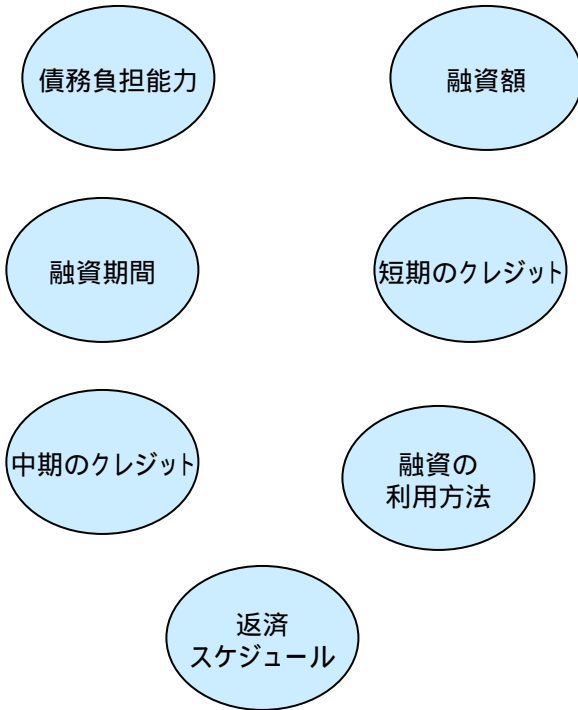 債務負担能力
融資額
融資期間
短期のクレジット
中期のクレジット
融資の
利用方法
返済
スケジュール